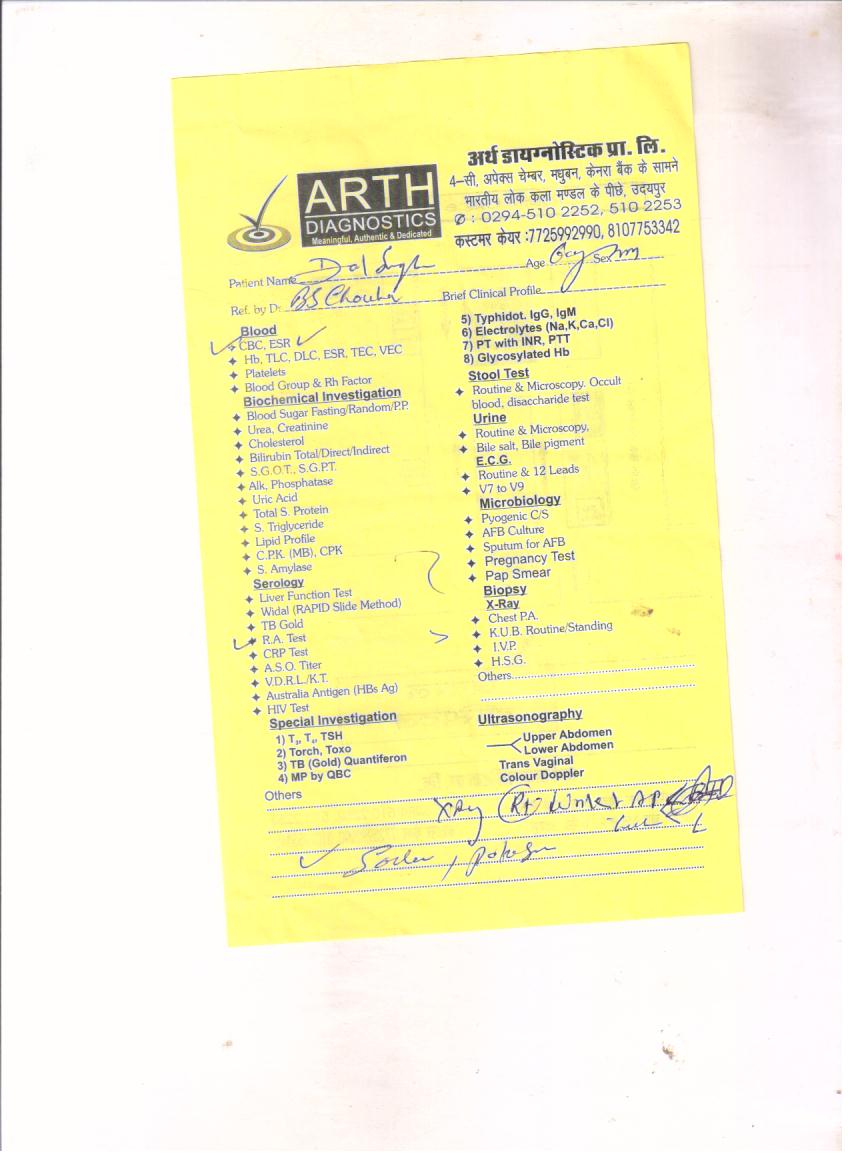 अर्थ डायग्नोस्टिक प्रा. लि.
4-सी, अपेक्स चेम्बर, मधुबन, केनरा बैंक के सामने
भारतीय लोक कला मण्डल के पीछे, उदयपुर
✆ : 0294-510 2252, 510 2253
कस्टमर केयर :7725992990, 8107753342
ARTH
DIAGNOSTICS
Meaningful, Authentic & Dedicated
Patient Name Dal Singh Age Sex m
Ref. by Dr. BS Brief Clinical Profile
Blood
CBC, ESR
Hb, TLC, DLC, ESR, TEC, VEC
Platelets
Blood Group & Rh Factor
Biochemical Investigation
Blood Sugar Fasting/Random/P.P.
Urea, Creatinine
Cholesterol
Bilirubin Total/Direct/Indirect
S.G.O.T., S.G.P.T.
Alk, Phosphatase
Uric Acid
Total S. Protein
S. Triglyceride
Lipid Profile
C.P.K. (MB), CPK
S. Amylase
Serology
Liver Function Test
Widal (RAPID Slide Method)
TB Gold
R.A. Test
CRP Test
A.S.O. Titer
V.D.R.L./K.T.
Australia Antigen (HBs Ag)
HIV Test
Special Investigation
1) T3, T4, TSH
2) Torch, Toxo
3) TB (Gold) Quantiferon
4) MP by QBC
5) Typhidot. IgG, IgM
6) Electrolytes (Na,K,Ca,Cl)
7) PT with INR, PTT
8) Glycosylated Hb
Stool Test
Routine & Microscopy. Occult
blood, disaccharide test
Urine
Routine & Microscopy,
Bile salt, Bile pigment
E.C.G.
Routine & 12 Leads
V7 to V9
Microbiology
Pyogenic C/S
AFB Culture
Sputum for AFB
Pregnancy Test
Pap Smear
Biopsy
X-Ray
Chest P.A.
K.U.B. Routine/Standing
I.V.P.
H.S.G.
Others
Ultrasonography
Upper Abdomen
Lower Abdomen
Trans Vaginal
Colour Doppler
Others
XRay (Rt) AP